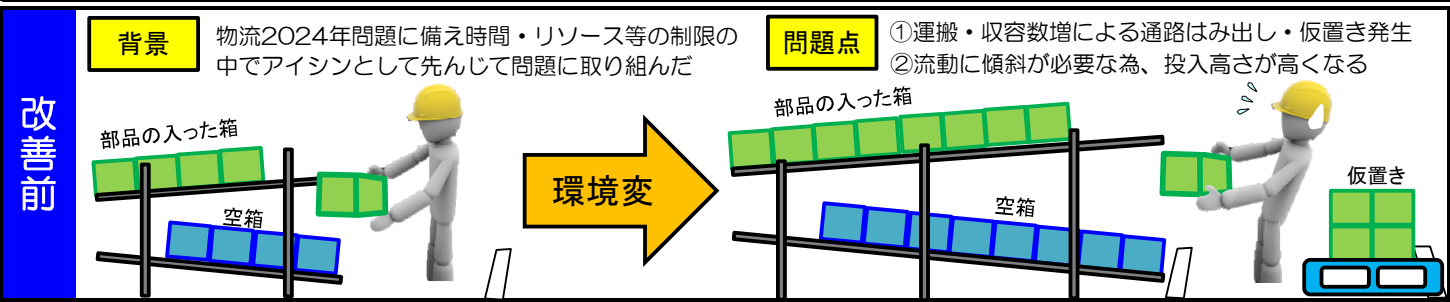 改善前
背景
物流2024年問題に備え時間・リソース等の制限の
中でアイシンとして先んじて問題に取り組んだ
問題点
①運搬・収容数増による通路はみ出し・仮置き発生
②流動に傾斜が必要な為、投入高さが高くなる
部品の入った箱
空箱
環境変
部品の入った箱
空箱
仮置き